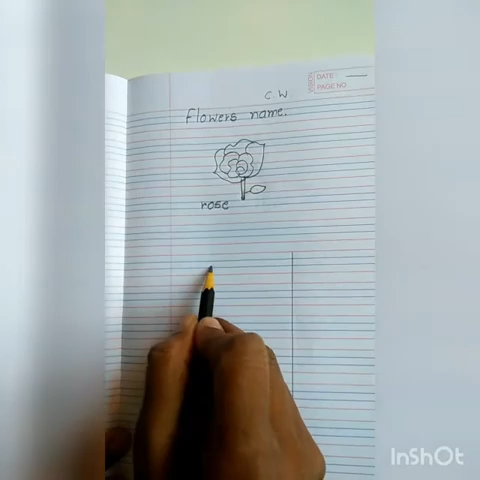 DATE:
PAGE NO.
C. W
Flowers name.
rose
InShOt